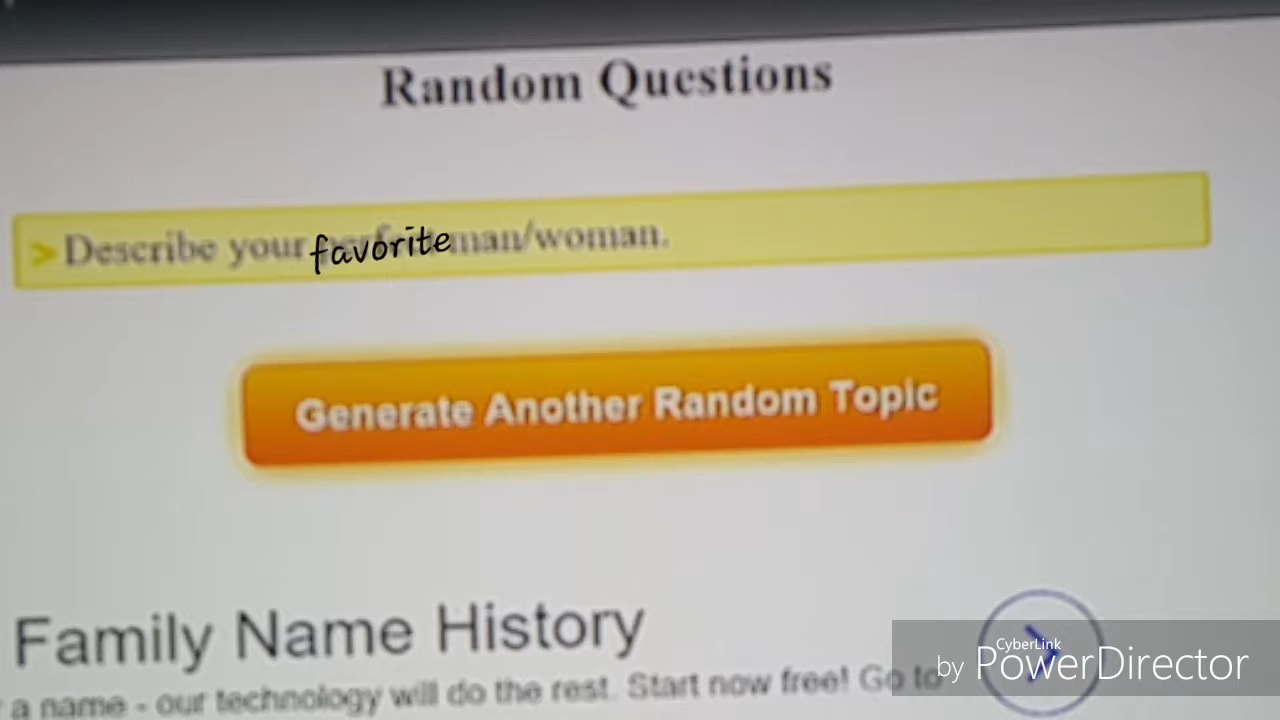 Random Questions
> Describe your favorite man/woman.
Generate Another Random Topic
Family Name History
a name - our technology will do the rest. Start now free! Go to
CyberLink
by PowerDirector